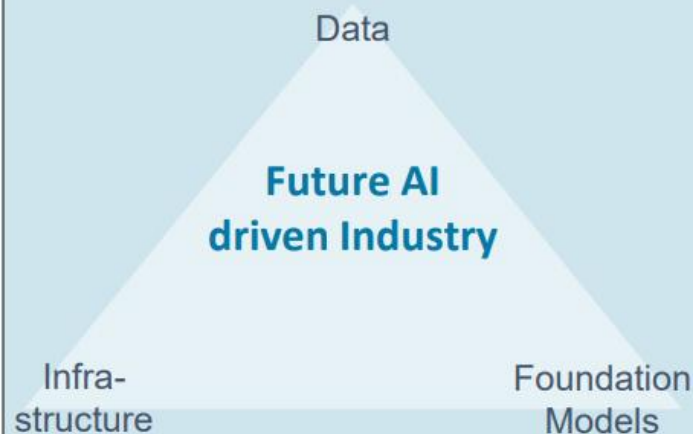 Data
Future AI
driven Industry
Infra-
structure
Foundation
Models